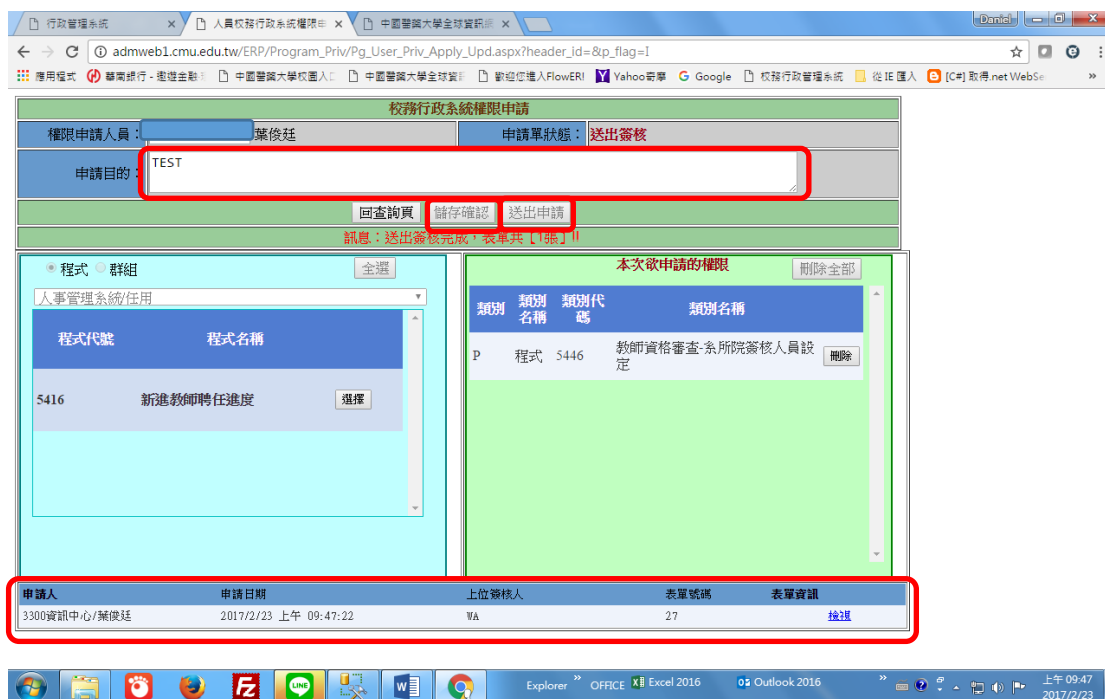 行政管理系統
人員校務行政系統權限申
中國醫藥大學全球資訊網
Daniel
admweb1.cmu.edu.tw/ERP/Program_Priv/Pg_User_Priv_Apply_Upd.aspx?header_id=&p_flag=I
應用程式
華南銀行 - 遨遊金融
中國醫藥大學校園人
中國醫藥大學全球資
歡迎您進入FlowER!
Yahoo奇摩
Google
校務行政管理系統
從 IE 匯入
[C#] 取得.net WebSe
»
校務行政系統權限申請
權限申請人員：
葉俊廷
申請單狀態：
送出簽核
申請目的：
TEST
回查詢頁
儲存確認
送出申請
訊息：送出簽核完成，表單共 [1張] !!
程式
群組
全選
人事管理系統/任用
程式代號
程式名稱
5416
新進教師聘任進度
選擇
本次欲申請的權限
刪除全部
類別
類別名稱
類別代碼
類別名稱
P
程式
5446
教師資格審查-系所院簽核人員設定
刪除
申請人
申請日期
上位簽核人
表單號碼
表單資訊
3300資訊中心/葉俊廷
2017/2/23 上午 09:47:22
WA
27
檢視
Explorer
»
OFFICE
Excel 2016
Outlook 2016
»
上午 09:47
2017/2/23